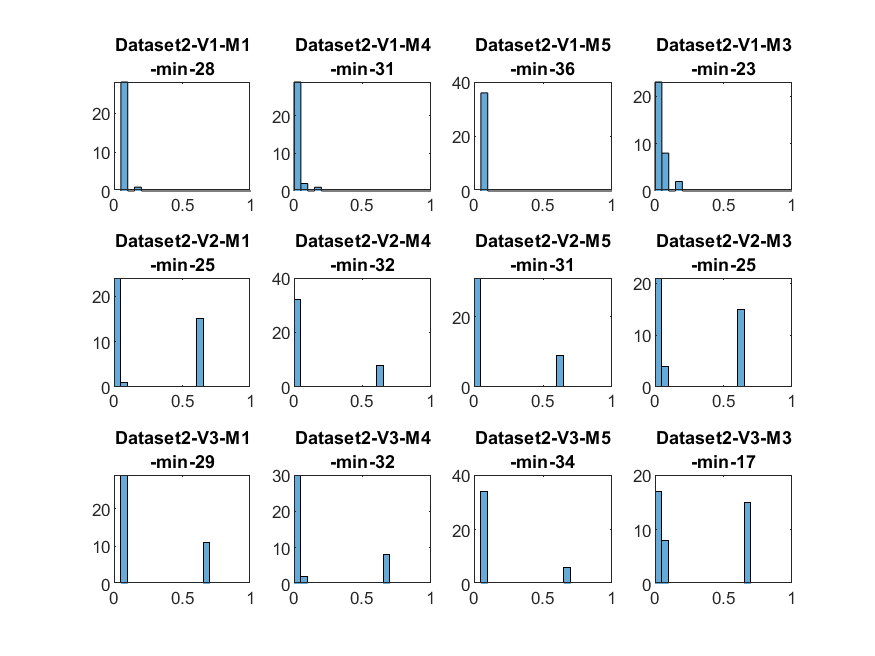 Dataset2-V1-M1
-min-28
Dataset2-V1-M4
-min-31
Dataset2-V1-M5
-min-36
Dataset2-V1-M3
-min-23
20
10
0
0 0.5 1
20
10
0
0 0.5 1
40
20
0
0 0.5 1
20
10
0
0 0.5 1
Dataset2-V2-M1
-min-25
Dataset2-V2-M4
-min-32
Dataset2-V2-M5
-min-31
Dataset2-V2-M3
-min-25
20
10
0
0 0.5 1
40
20
0
0 0.5 1
20
0
0 0.5 1
20
10
0
0 0.5 1
Dataset2-V3-M1
-min-29
Dataset2-V3-M4
-min-32
Dataset2-V3-M5
-min-34
Dataset2-V3-M3
-min-17
20
10
0
0 0.5 1
30
20
10
0
0 0.5 1
40
20
0
0 0.5 1
20
10
0
0 0.5 1